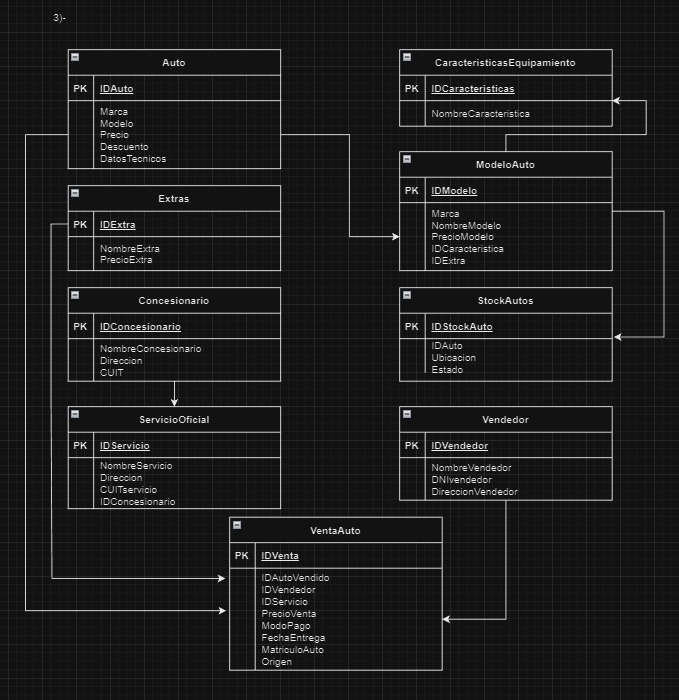 3)-
Auto
PK IDAuto
Marca
Modelo
Precio
Descuento
DatosTecnicos
CaracteristicasEquipamiento
PK IDCaracteristicas
NombreCaracteristica
Extras
PK IDExtra
NombreExtra
PrecioExtra
ModeloAuto
PK IDModelo
Marca
NombreModelo
PrecioModelo
IDCaracteristica
IDExtra
Concesionario
PK IDConcesionario
NombreConcesionario
Direccion
CUIT
StockAutos
PK IDStockAuto
IDAuto
Ubicacion
Estado
ServicioOficial
PK IDServicio
NombreServicio
Direccion
CUITservicio
IDConcesionario
Vendedor
PK IDVendedor
NombreVendedor
DNIvendedor
DireccionVendedor
VentaAuto
PK IDVenta
IDAutoVendido
IDVendedor
IDServicio
PrecioVenta
ModoPago
FechaEntrega
MatriculoAuto
Origen